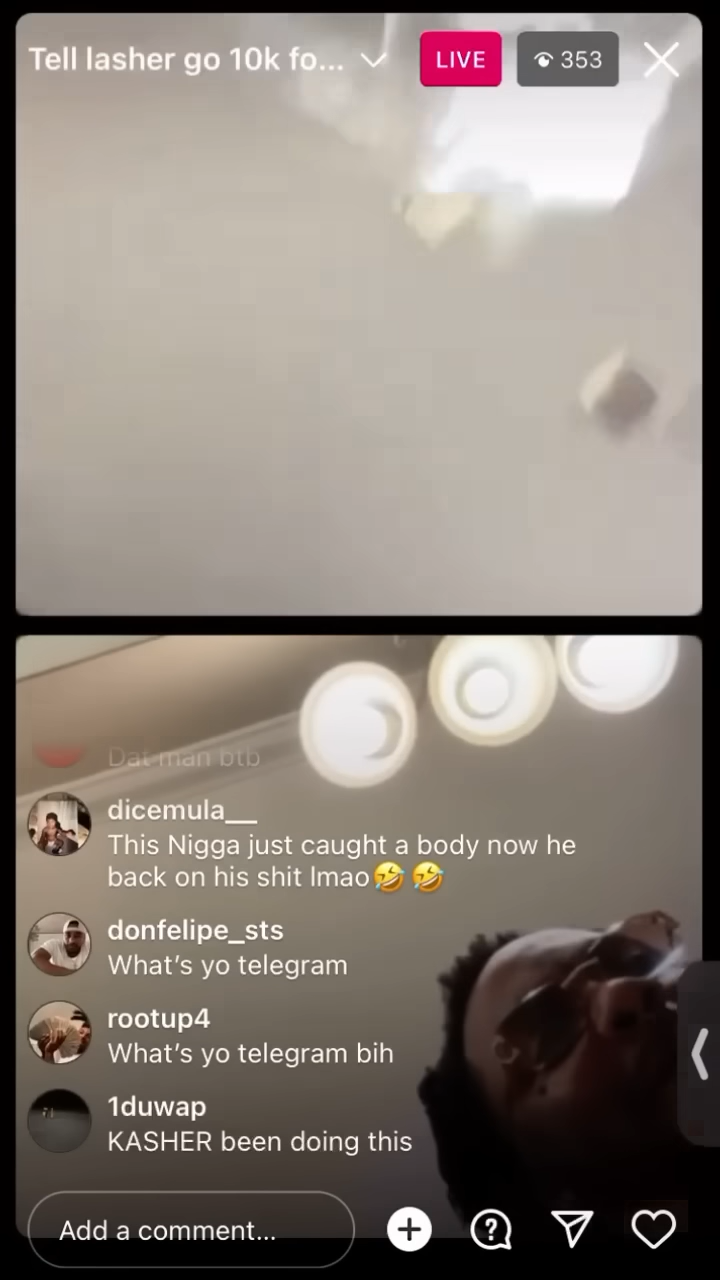 Tell lasher go 10k fo...
LIVE
353
Dat man btb
dicemula__
This Nigga just caught a body now he
back on his shit lmao🤣🤣
donfelipe_sts
What's yo telegram
rootup4
What's yo telegram bih
1duwap
KASHER been doing this
Add a comment...